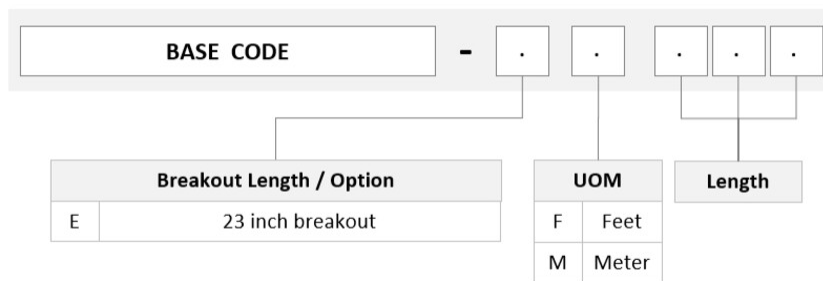 BASE CODE - . . . . .
Breakout Length / Option UOM Length
E 23 inch breakout F Feet
M Meter